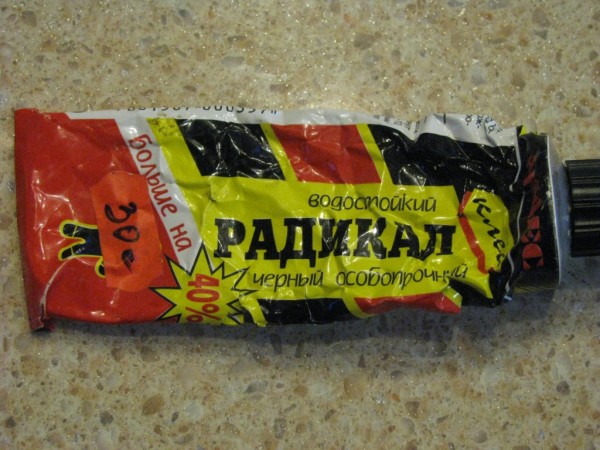 больше на
40%
30=
водостойкий
РАДИКАЛ
клей
черный особопрочный